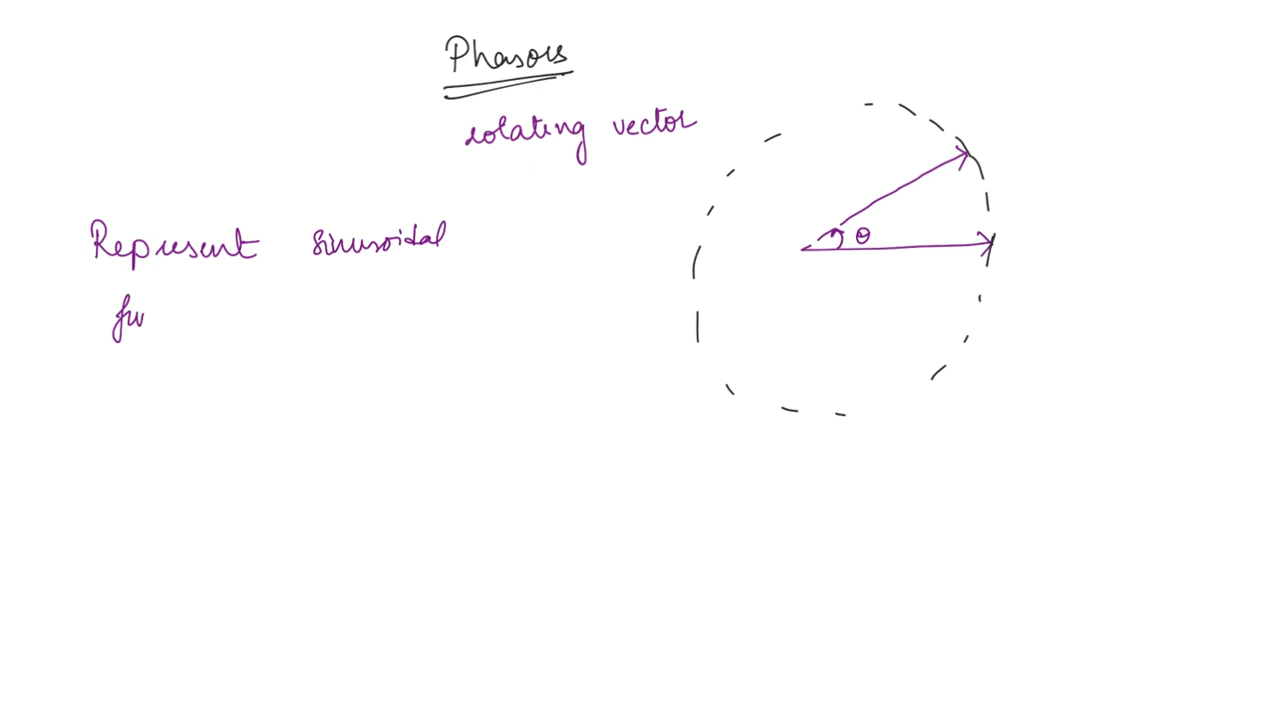 Phasors
rotating vector
Represent sinusoidal
θ
fu